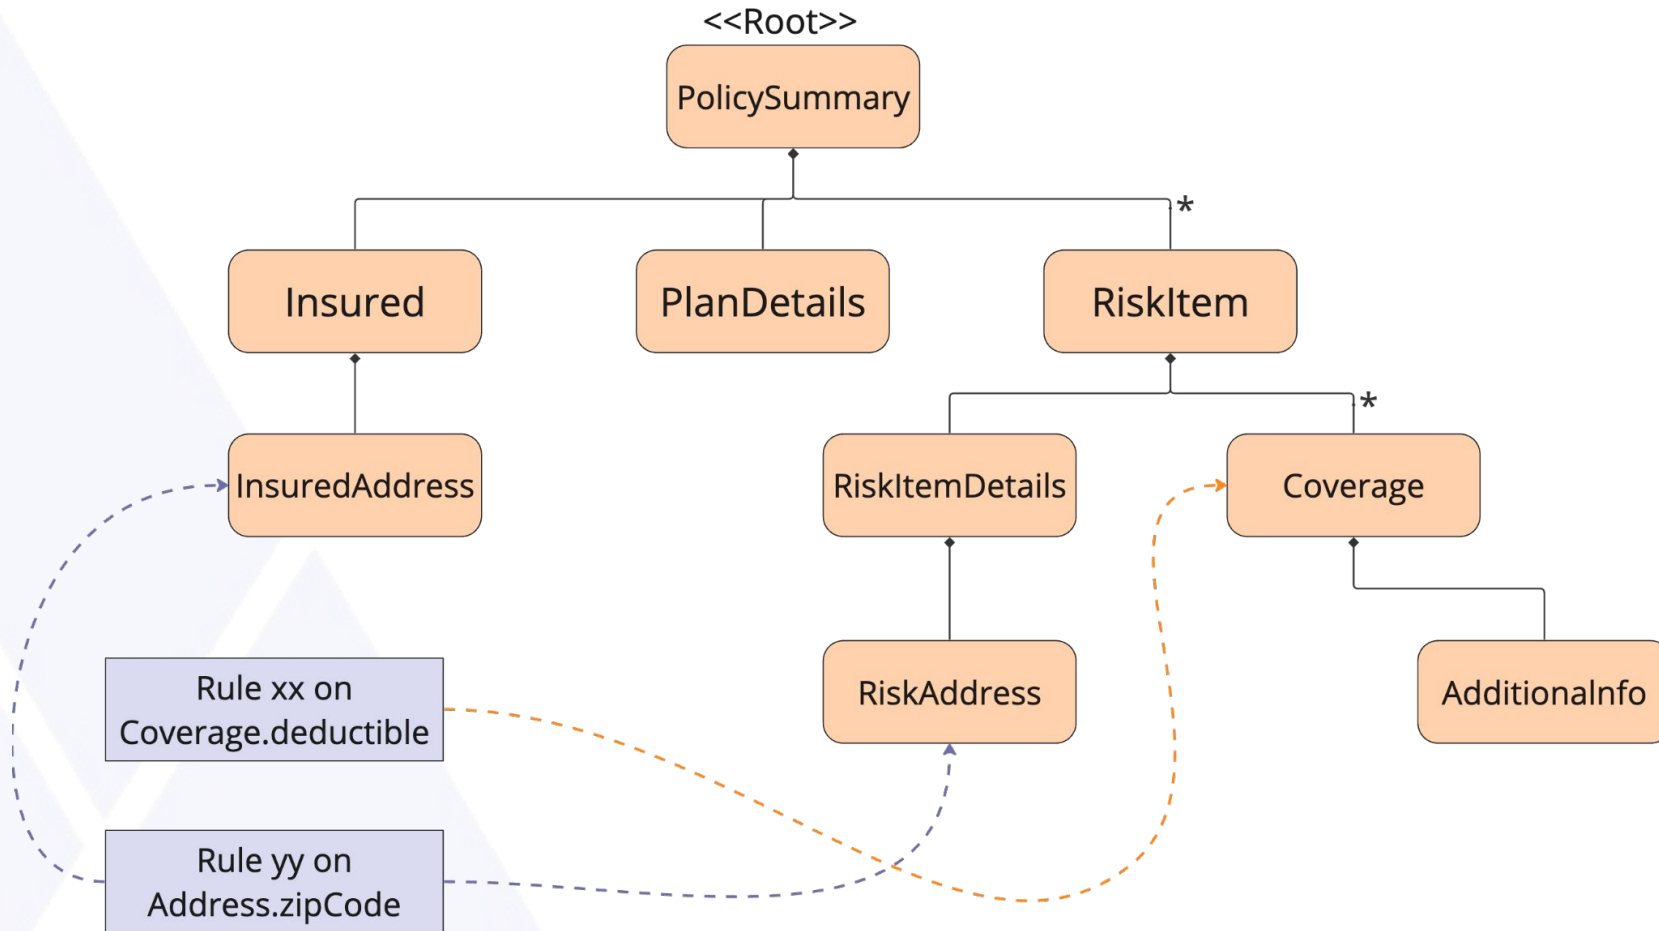 <<Root>>
PolicySummary
*
Insured
PlanDetails
RiskItem
*
InsuredAddress
RiskItemDetails
Coverage
Rule xx on
Coverage.deductible
RiskAddress
AdditionalInfo
Rule yy on
Address.zipCode